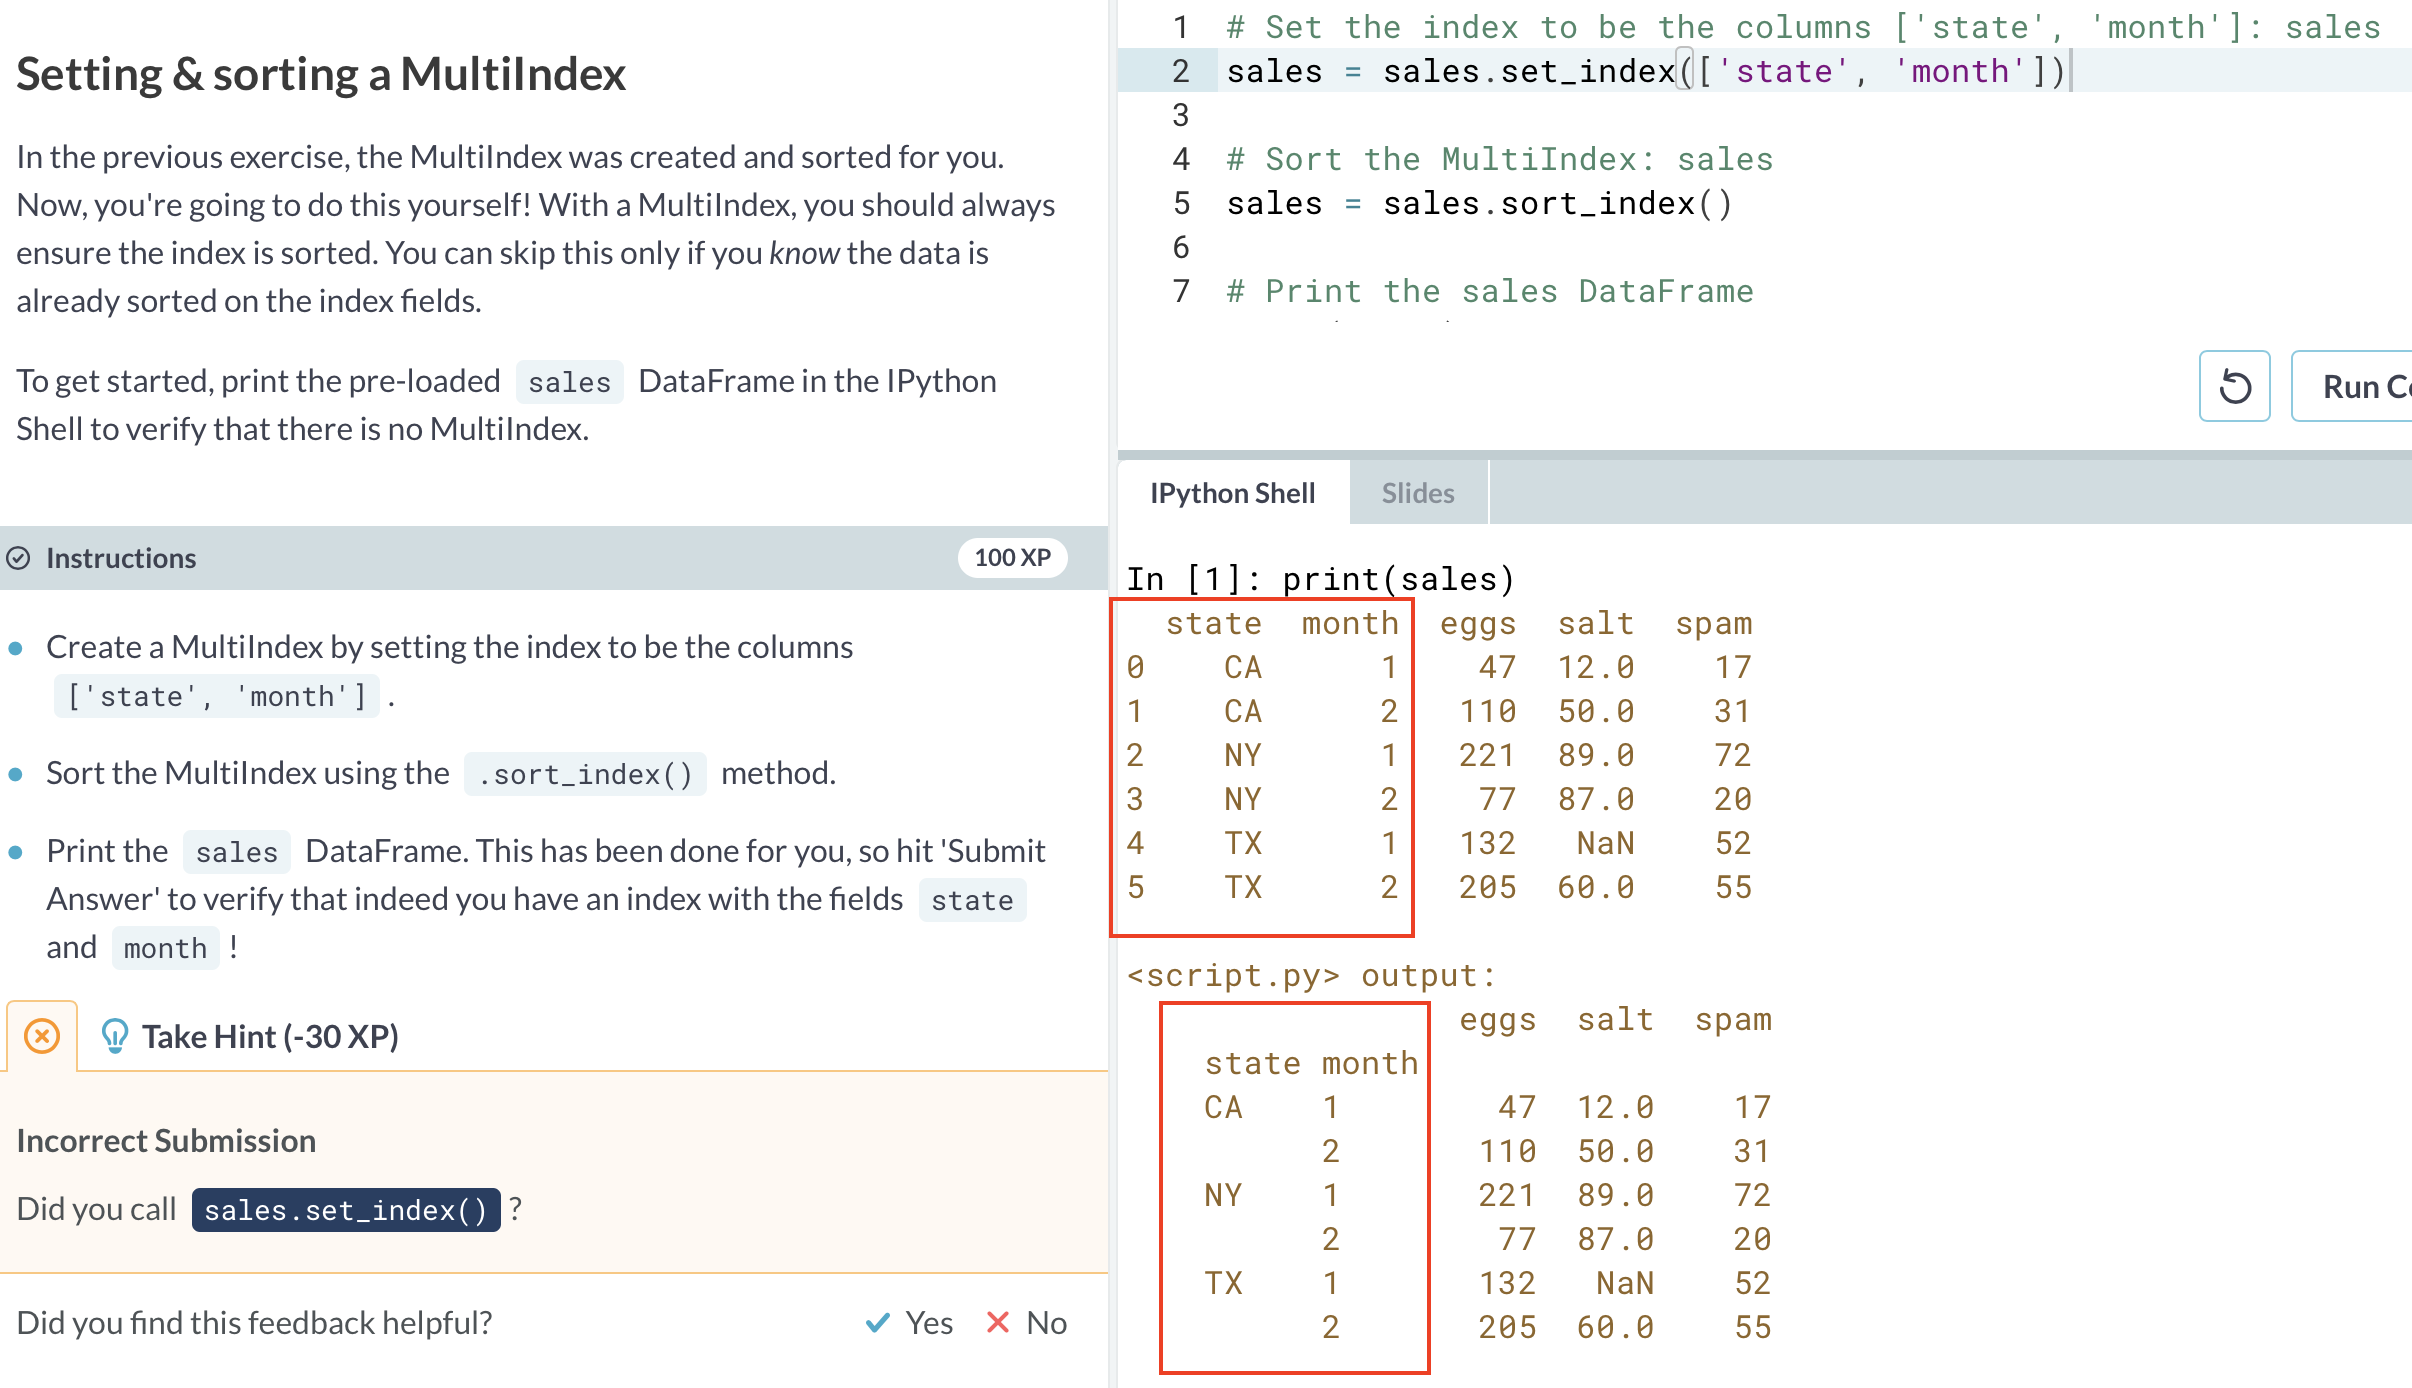 Setting & sorting a MultiIndex
In the previous exercise, the MultiIndex was created and sorted for you.
Now, you're going to do this yourself! With a MultiIndex, you should always
ensure the index is sorted. You can skip this only if you know the data is
already sorted on the index fields.
To get started, print the pre-loaded sales DataFrame in the IPython
Shell to verify that there is no MultiIndex.
Instructions 100 XP
Create a MultiIndex by setting the index to be the columns
['state', 'month'] .
Sort the MultiIndex using the .sort_index() method.
Print the sales DataFrame. This has been done for you, so hit 'Submit
Answer' to verify that indeed you have an index with the fields state
and month !
Take Hint (-30 XP)
Incorrect Submission
Did you call sales.set_index() ?
Did you find this feedback helpful? Yes No
1 # Set the index to be the columns ['state', 'month']: sales
2 sales = sales.set_index(['state', 'month'])
3
4 # Sort the MultiIndex: sales
5 sales = sales.sort_index()
6
7 # Print the sales DataFrame
Run
IPython Shell Slides
In [1]: print(sales)
state month eggs salt spam
0 CA 1 47 12.0 17
1 CA 2 110 50.0 31
2 NY 1 221 89.0 72
3 NY 2 77 87.0 20
4 TX 1 132 NaN 52
5 TX 2 205 60.0 55
<script.py> output:
eggs salt spam
state month
CA 1 47 12.0 17
2 110 50.0 31
NY 1 221 89.0 72
2 77 87.0 20
TX 1 132 NaN 52
2 205 60.0 55